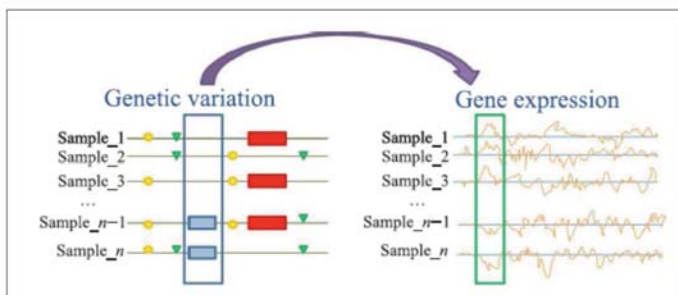 Genetic variation
Gene expression
Sample_1
Sample_2
Sample_3
...
Sample_n−1
Sample_n
Sample_1
Sample_2
Sample_3
...
Sample_n−1
Sample_n